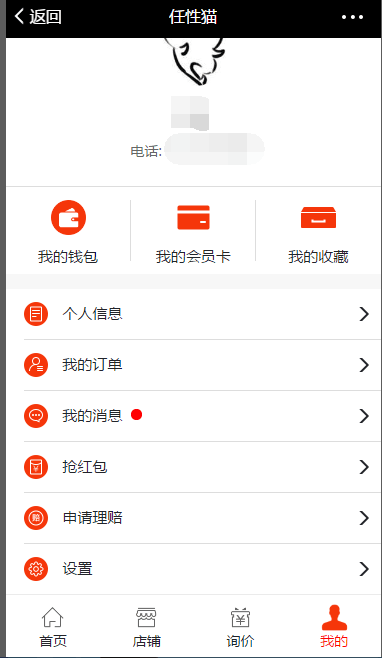 返回 任性猫 •••
电话:
我的钱包 我的会员卡 我的收藏
个人信息
我的订单
我的消息
抢红包
赔 申请理赔
设置
首页 店铺 询价 我的